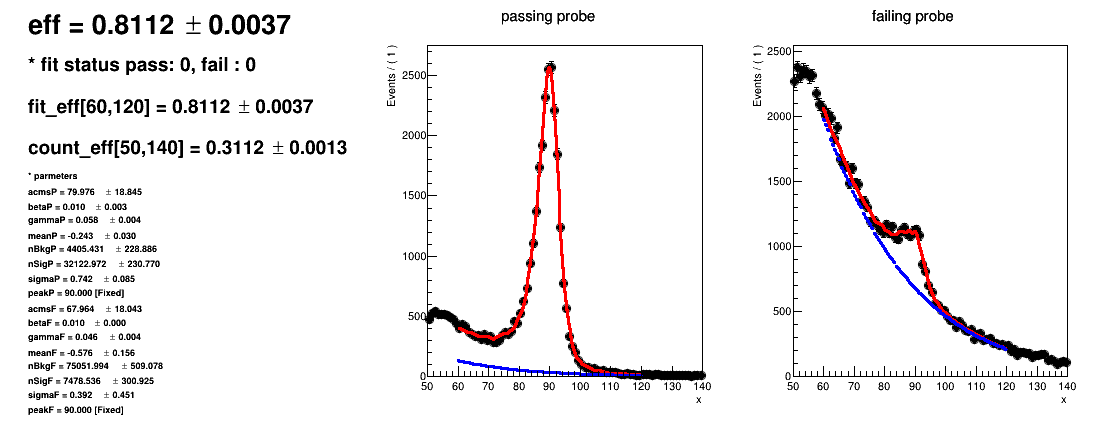 eff = 0.8112 ± 0.0037
* fit status pass: 0, fail : 0
fit_eff[60,120] = 0.8112 ± 0.0037
count_eff[50,140] = 0.3112 ± 0.0013
* parmeters
acmsP = 79.976 ± 18.845
betaP = 0.010 ± 0.003
gammaP = 0.058 ± 0.004
meanP = -0.243 ± 0.030
nBkgP = 4405.431 ± 228.886
nSigP = 32122.972 ± 230.770
sigmaP = 0.742 ± 0.085
peakP = 90.000 [Fixed]
acmsF = 67.964 ± 18.043
betaF = 0.010 ± 0.000
gammaF = 0.046 ± 0.004
meanF = -0.576 ± 0.156
nBkgF = 75051.994 ± 509.078
nSigF = 7478.536 ± 300.925
sigmaF = 0.392 ± 0.451
peakF = 90.000 [Fixed]
passing probe
Events / ( 1 )
2500
2000
1500
1000
500
0
50 60 70 80 90 100 110 120 130 140
x
failing probe
Events / ( 1 )
2500
2000
1500
1000
500
0
50 60 70 80 90 100 110 120 130 140
x